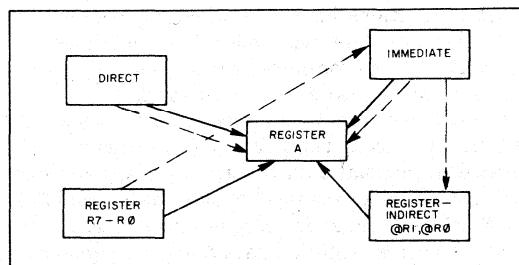 DIRECT
IMMEDIATE
REGISTER
A
REGISTER
R7 – RØ
REGISTER –
INDIRECT
@R1, @RØ